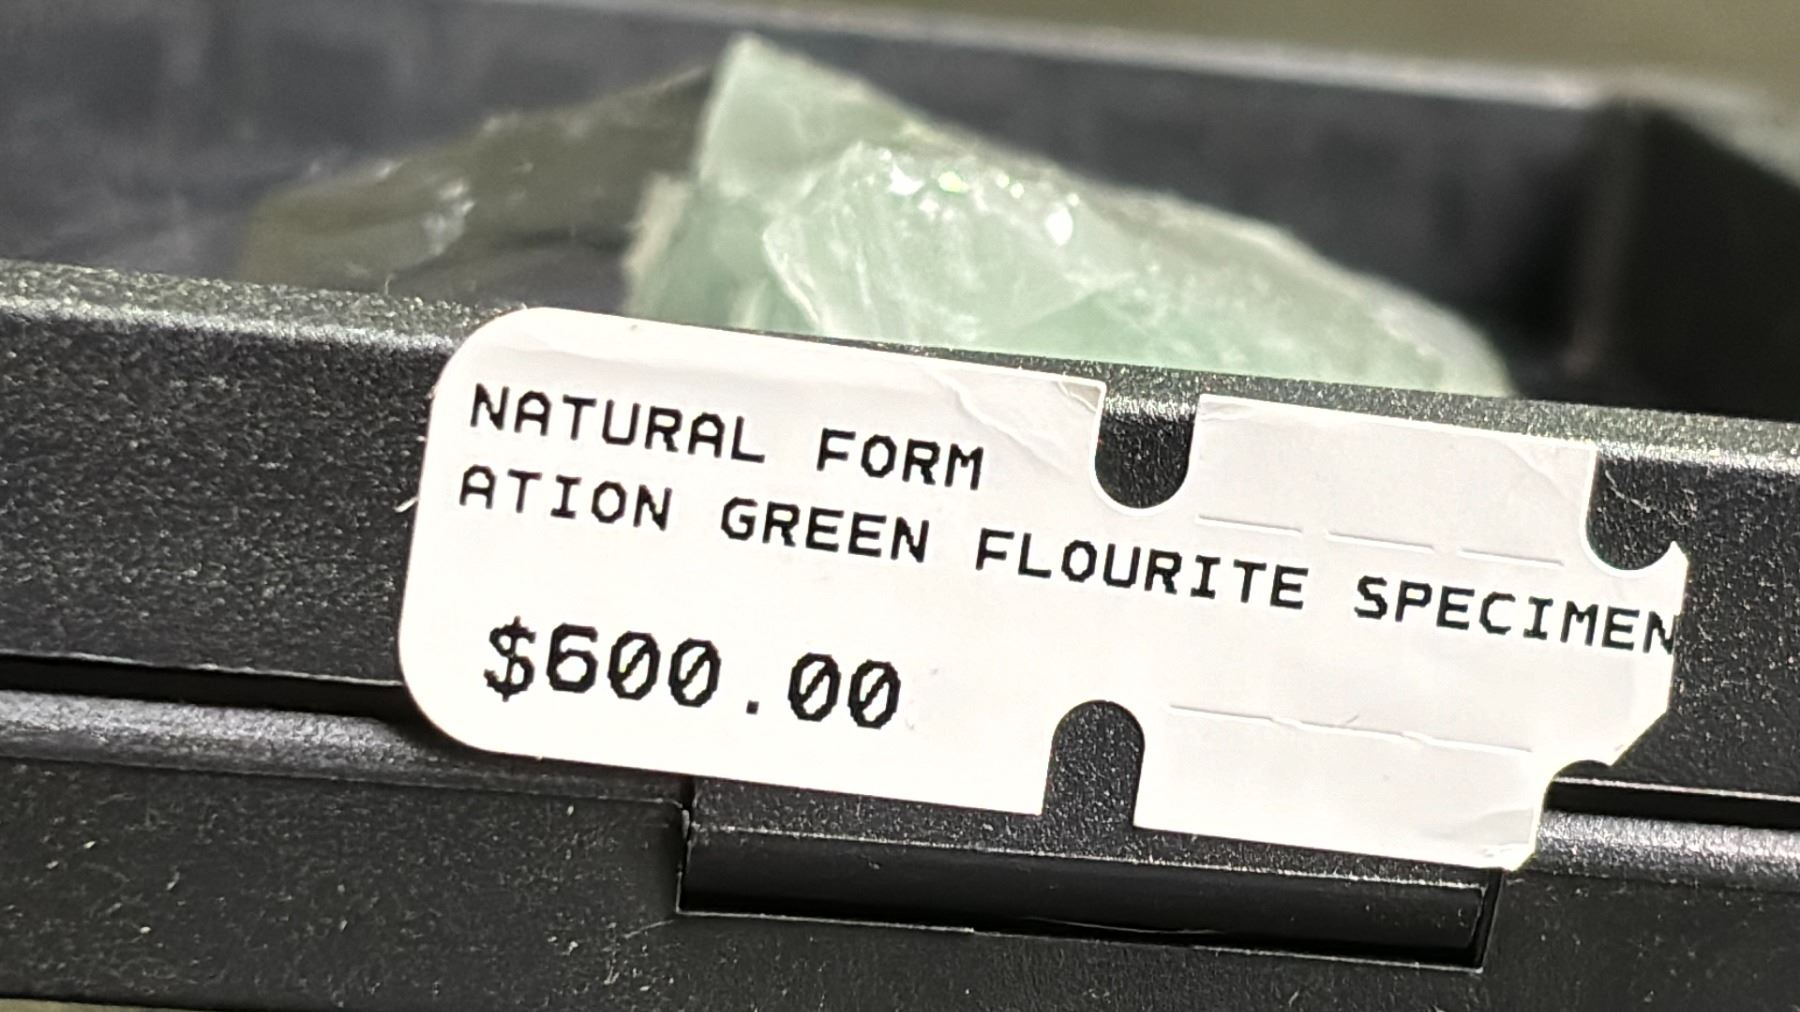 NATURAL FORM
ATION GREEN FLOURITE SPECIMEN
$600.00